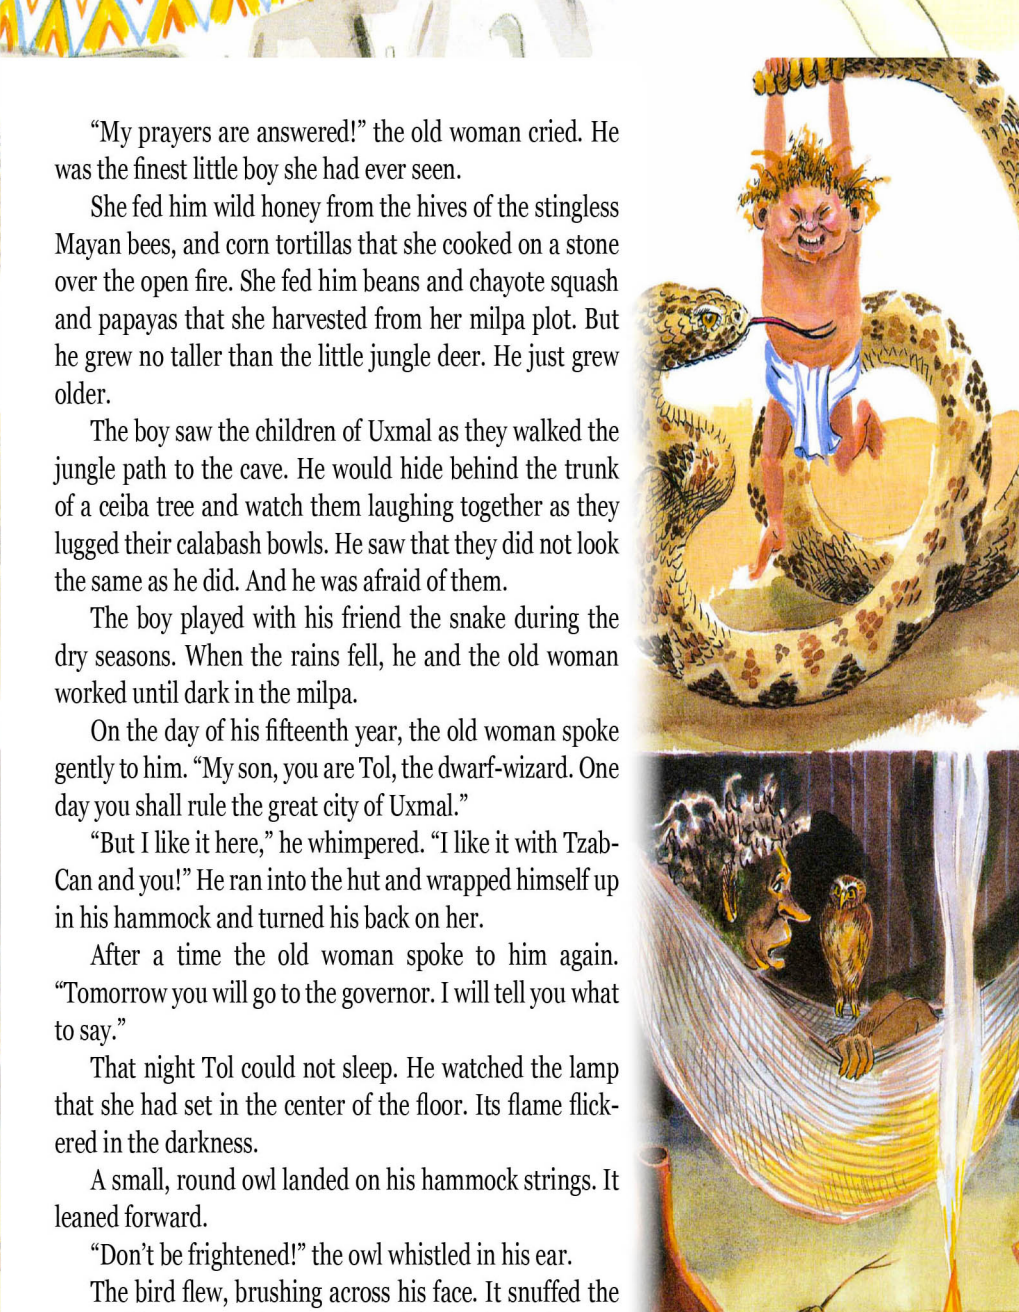 “My prayers are answered!” the old woman cried. He
was the finest little boy she had ever seen.
She fed him wild honey from the hives of the stingless
Mayan bees, and corn tortillas that she cooked on a stone
over the open fire. She fed him beans and chayote squash
and papayas that she harvested from her milpa plot. But
he grew no taller than the little jungle deer. He just grew
older.
The boy saw the children of Uxmal as they walked the
jungle path to the cave. He would hide behind the trunk
of a ceiba tree and watch them laughing together as they
lugged their calabash bowls. He saw that they did not look
the same as he did. And he was afraid of them.
The boy played with his friend the snake during the
dry seasons. When the rains fell, he and the old woman
worked until dark in the milpa.
On the day of his fifteenth year, the old woman spoke
gently to him. “My son, you are Tol, the dwarf-wizard. One
day you shall rule the great city of Uxmal.”
“But I like it here,” he whimpered. “I like it with Tzab-
Can and you!” He ran into the hut and wrapped himself up
in his hammock and turned his back on her.
After a time the old woman spoke to him again.
“Tomorrow you will go to the governor. I will tell you what
to say.”
That night Tol could not sleep. He watched the lamp
that she had set in the center of the floor. Its flame flick-
ered in the darkness.
A small, round owl landed on his hammock strings. It
leaned forward.
“Don’t be frightened!” the owl whistled in his ear.
The bird flew, brushing across his face. It snuffed the